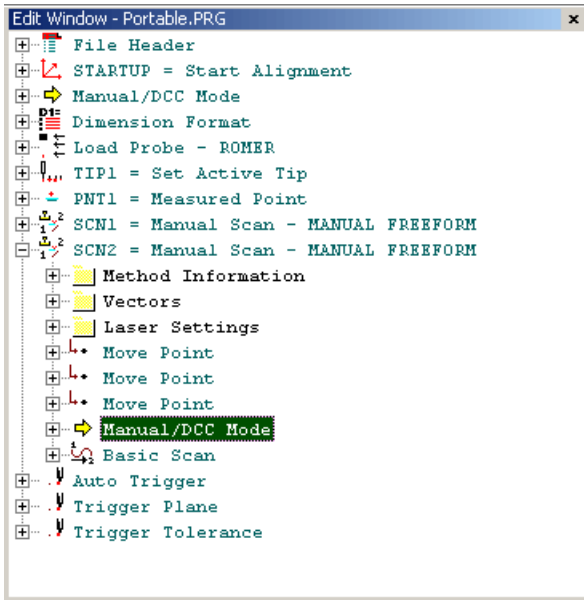 Edit Window - Portable.PRG
File Header
STARTUP = Start Alignment
Manual/DCC Mode
Dimension Format
Load Probe - ROMER
TIP1 = Set Active Tip
PNT1 = Measured Point
SCN1 = Manual Scan - MANUAL FREEFORM
SCN2 = Manual Scan - MANUAL FREEFORM
Method Information
Vectors
Laser Settings
Move Point
Move Point
Move Point
Manual/DCC Mode
Basic Scan
Auto Trigger
Trigger Plane
Trigger Tolerance